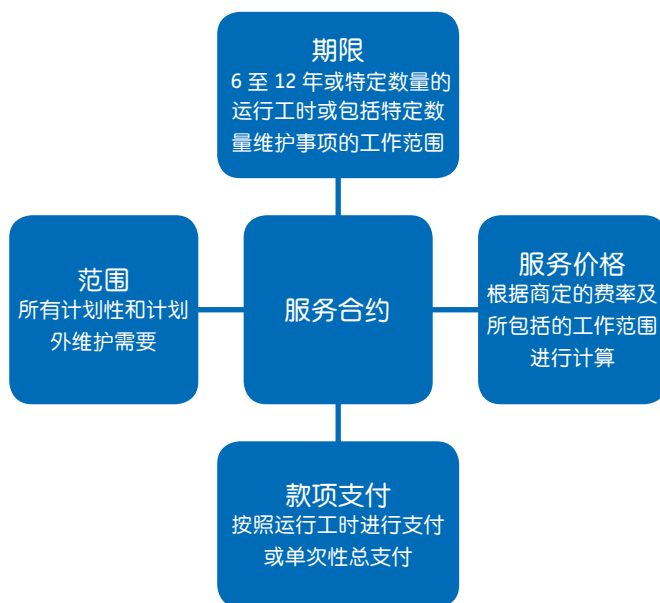 期限
6 至 12 年或特定数量的
运行工时或包括特定数
量维护事项的工作范围
范围
所有计划性和计划
外维护需要
服务合约
服务价格
根据商定的费率及
所包括的工作范围
进行计算
款项支付
按照运行工时进行支付
或单次性总支付